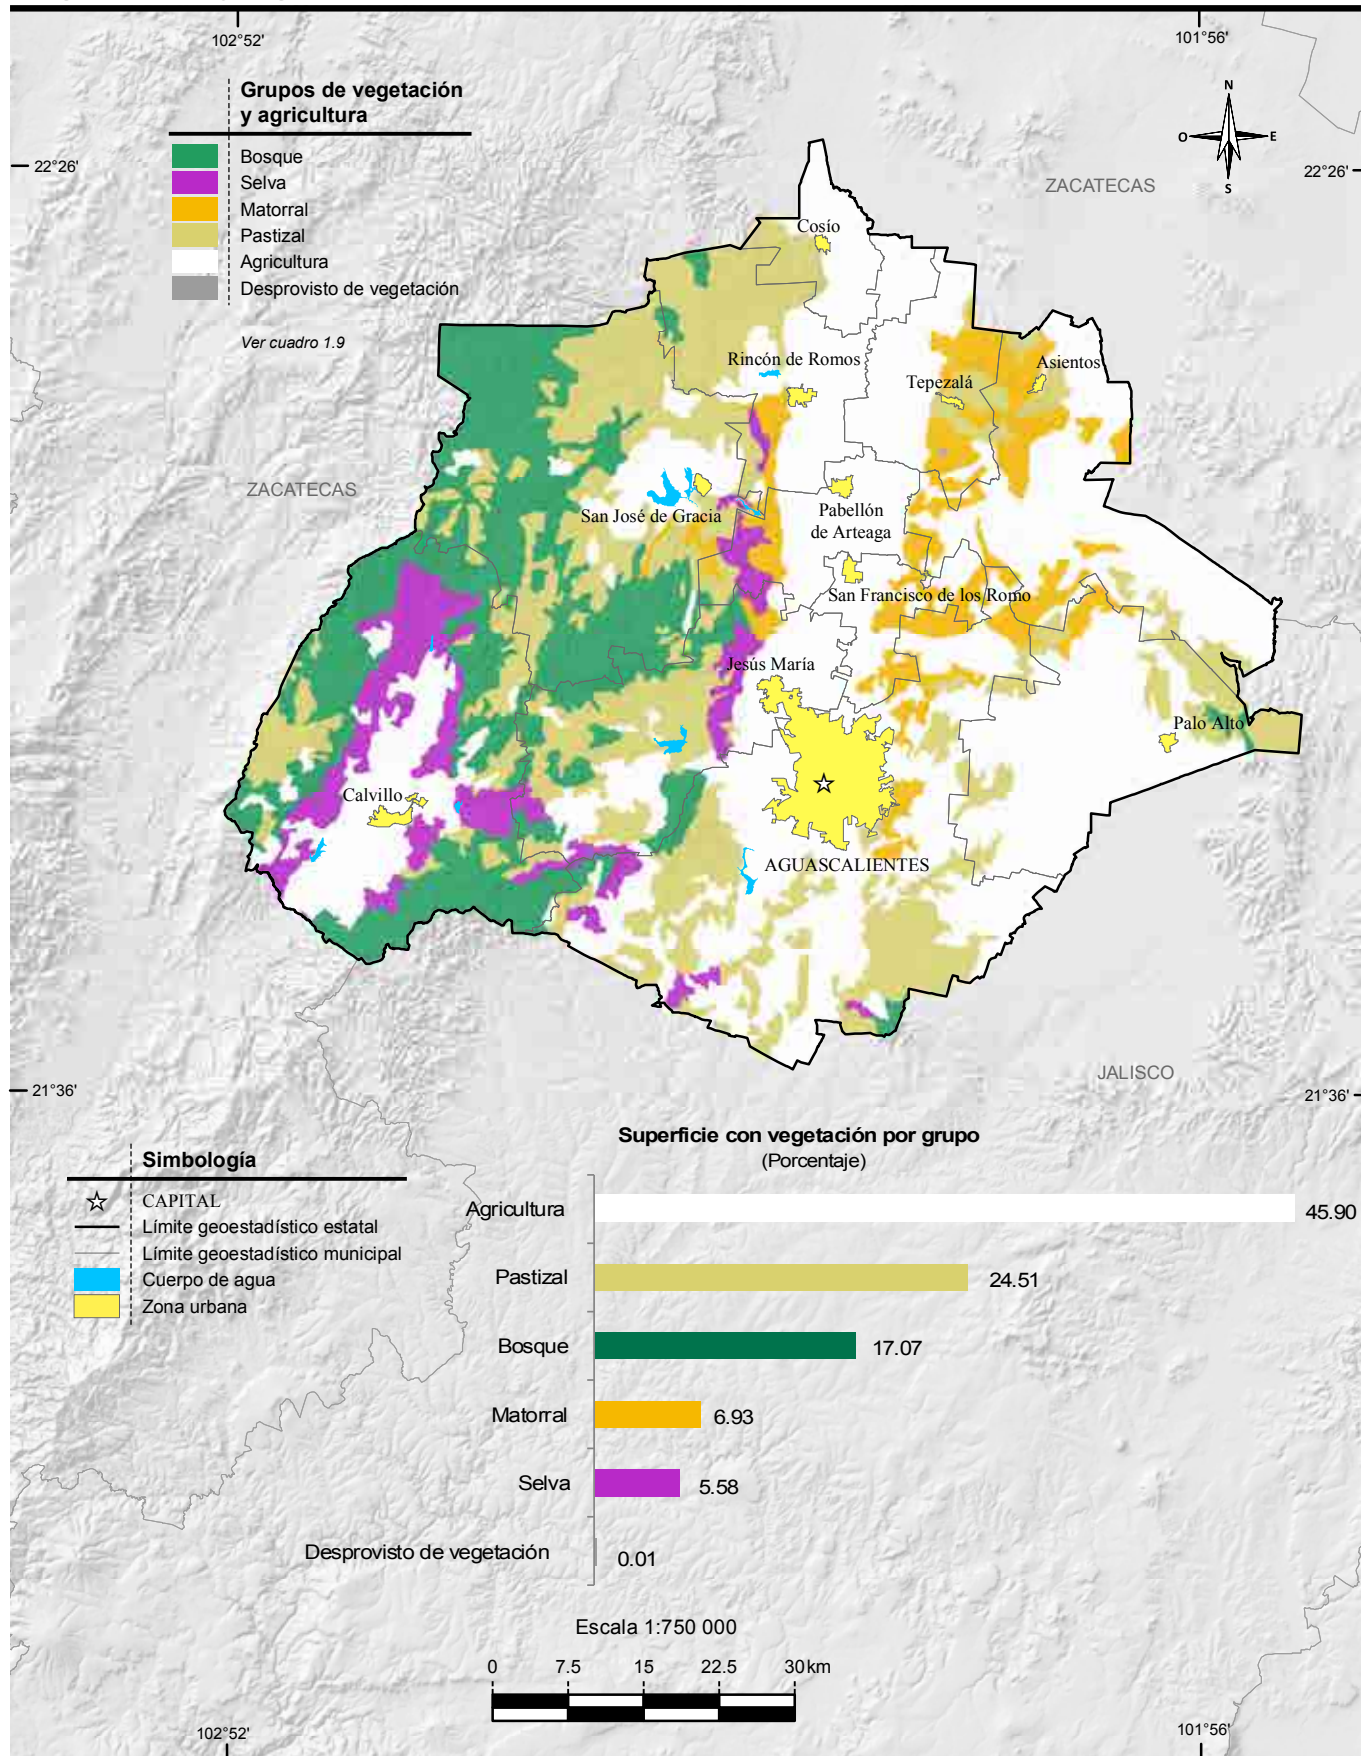 102°52'
101°56'
Grupos de vegetación
y agricultura
Bosque
Selva
Matorral
Pastizal
Agricultura
Desprovisto de vegetación
Ver cuadro 1.9
N
O
E
S
22°26'
22°26'
ZACATECAS
Cosío
Rincón de Romos
Tepezalá
Asientos
ZACATECAS
San José de Gracia
Pabellón
de Arteaga
San Francisco de los Romo
Jesús María
Palo Alto
Calvillo
AGUASCALIENTES
JALISCO
21°36'
21°36'
Simbología
CAPITAL
Límite geoestadístico estatal
Límite geoestadístico municipal
Cuerpo de agua
Zona urbana
Superficie con vegetación por grupo
(Porcentaje)
Agricultura 45.90
Pastizal 24.51
Bosque 17.07
Matorral 6.93
Selva 5.58
Desprovisto de vegetación 0.01
Escala 1:750 000
0 7.5 15 22.5 30 km
102°52'
101°56'